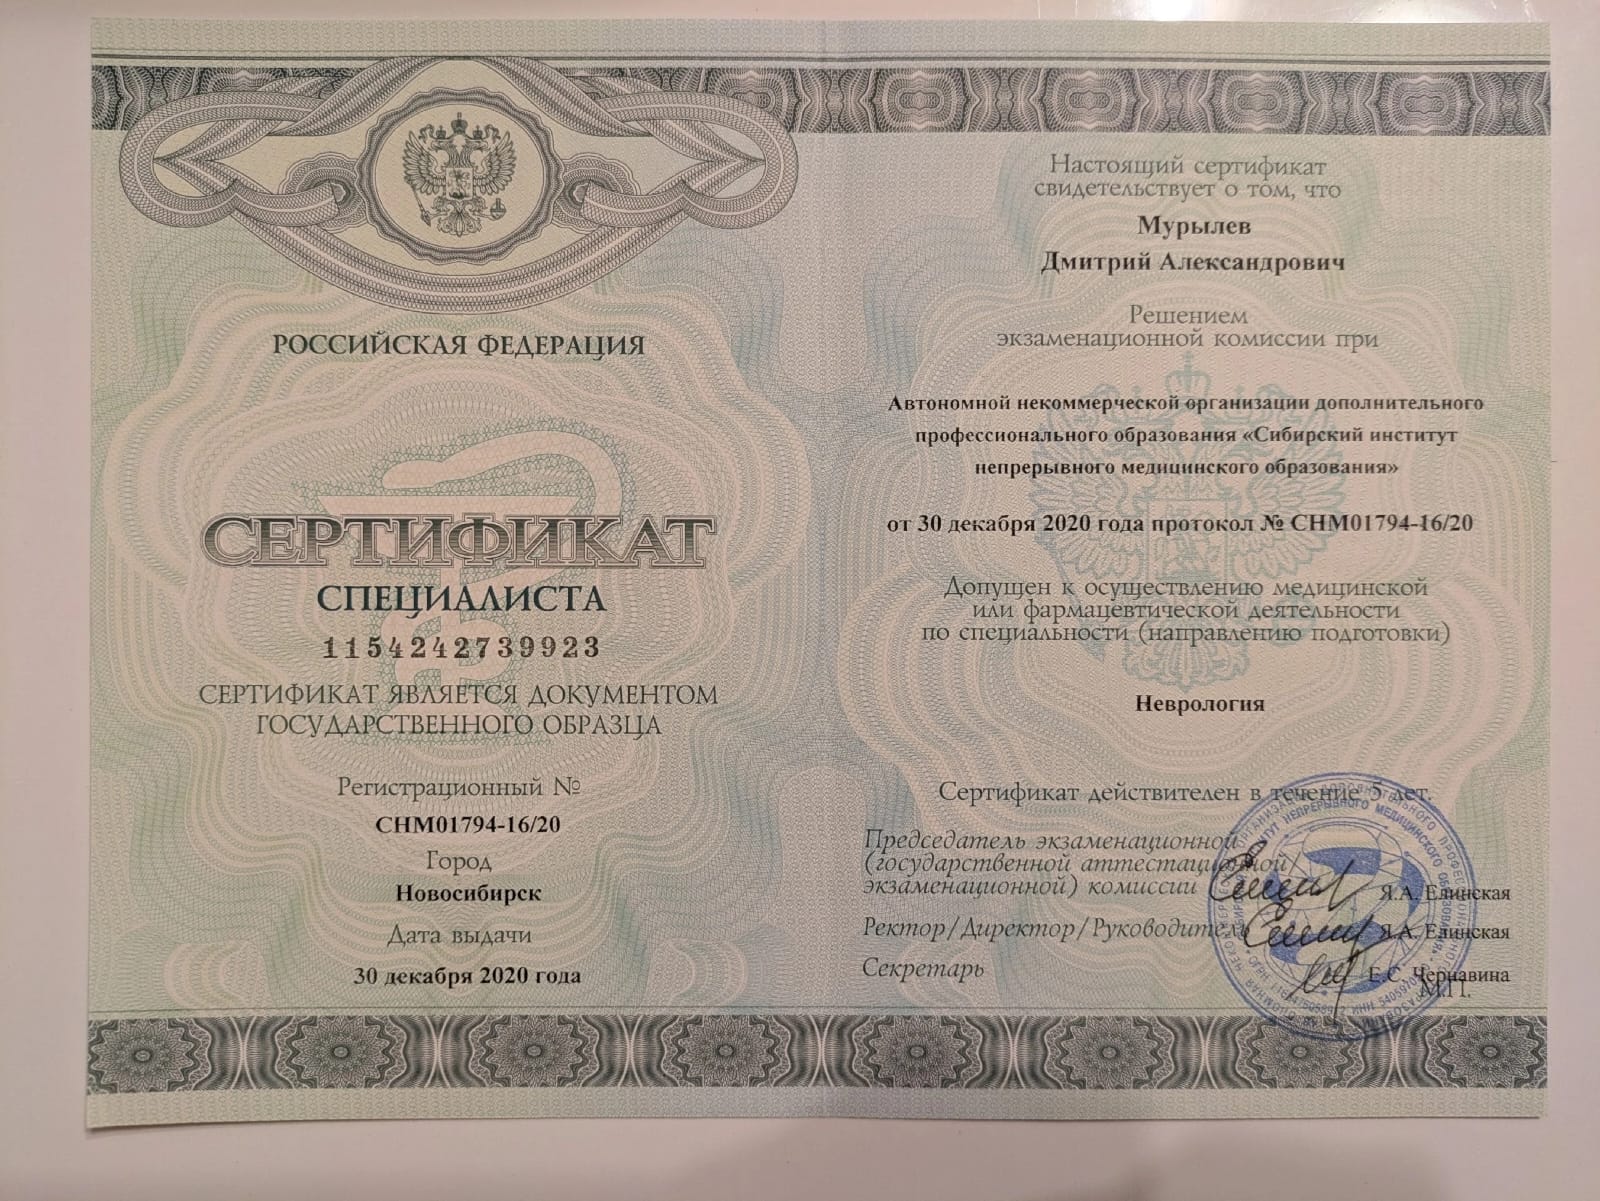 РОССИЙСКАЯ ФЕДЕРАЦИЯ
СЕРТИФИКАТ
СПЕЦИАЛИСТА
1154242739923
СЕРТИФИКАТ ЯВЛЯЕТСЯ ДОКУМЕНТОМ
ГОСУДАРСТВЕННОГО ОБРАЗЦА
Регистрационный №
СНМ01794-16/20
Город
Новосибирск
Дата выдачи
30 декабря 2020 года
Настоящий сертификат
свидетельствует о том, что
Мурылев
Дмитрий Александрович
Решением
экзаменационной комиссии при
Автономной некоммерческой организации дополнительного
профессионального образования «Сибирский институт
непрерывного медицинского образования»
от 30 декабря 2020 года протокол № СНМ01794-16/20
Допущен к осуществлению медицинской
или фармацевтической деятельности
по специальности (направлению подготовки)
Неврология
Сертификат действителен в течение 5 лет.
Председатель экзаменационной
(государственной аттестационной
экзаменационной) комиссии Я.А. Елинская
Ректор/Директор/Руководитель Я.А. Елинская
Секретарь Е.С. Чернавина
М.П.